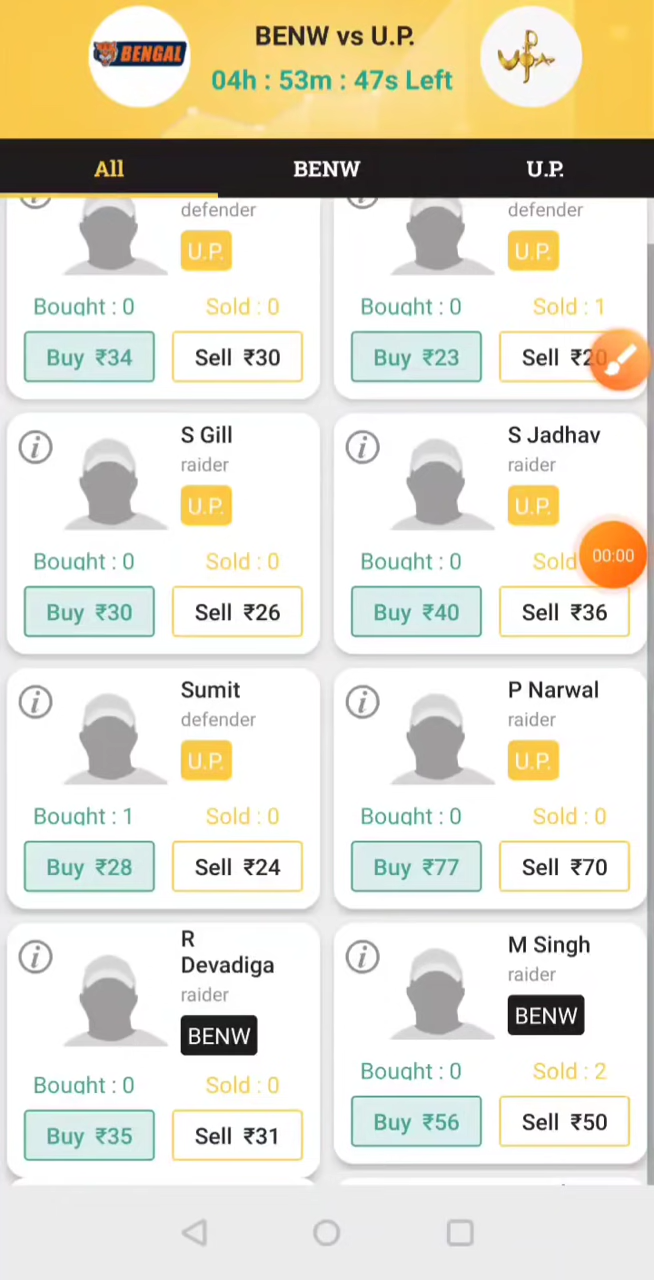 BENGAL
BENW vs U.P.
04h : 53m : 47s Left
All
BENW
U.P.
defender
U.P.
Bought : 0
Sold : 0
Buy ₹34
Sell ₹30
defender
U.P.
Bought : 0
Sold : 1
Buy ₹23
Sell ₹20
S Gill
raider
U.P.
Bought : 0
Sold : 0
Buy ₹30
Sell ₹26
S Jadhav
raider
U.P.
Bought : 0
Sold
00:00
Buy ₹40
Sell ₹36
Sumit
defender
U.P.
Bought : 1
Sold : 0
Buy ₹28
Sell ₹24
P Narwal
raider
U.P.
Bought : 0
Sold : 0
Buy ₹77
Sell ₹70
R
Devadiga
raider
BENW
Bought : 0
Sold : 0
Buy ₹35
Sell ₹31
M Singh
raider
BENW
Bought : 0
Sold : 2
Buy ₹56
Sell ₹50